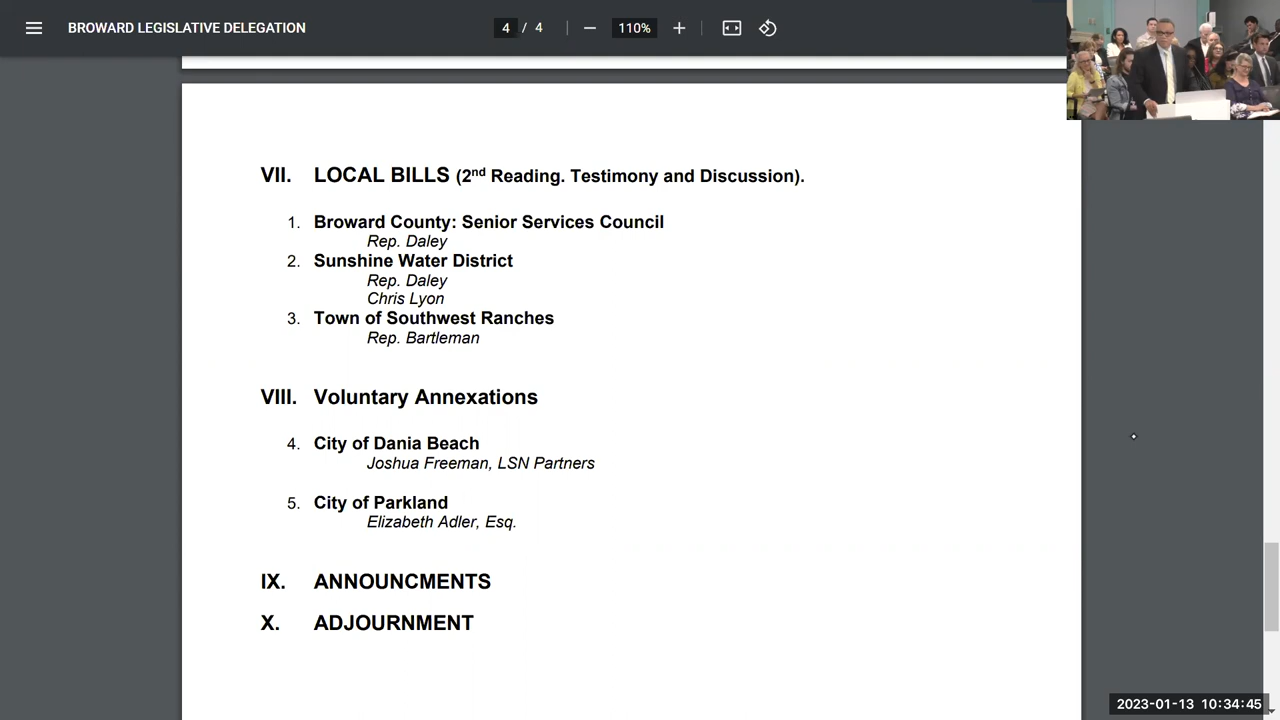 BROWARD LEGISLATIVE DELEGATION
4 / 4
110%
VII. LOCAL BILLS (2nd Reading. Testimony and Discussion).
1. Broward County: Senior Services Council
Rep. Daley
2. Sunshine Water District
Rep. Daley
Chris Lyon
3. Town of Southwest Ranches
Rep. Bartleman
VIII. Voluntary Annexations
4. City of Dania Beach
Joshua Freeman, LSN Partners
5. City of Parkland
Elizabeth Adler, Esq.
IX. ANNOUNCMENTS
X. ADJOURNMENT
2023-01-13 10:34:45